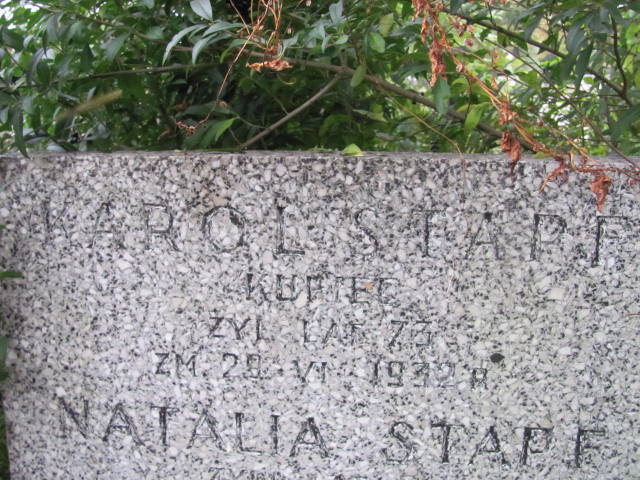 KAROL STAPF
KUPIEC
ŻYŁ LAT 73
ZM 29 VI 1932 R
NATALIA STAPF